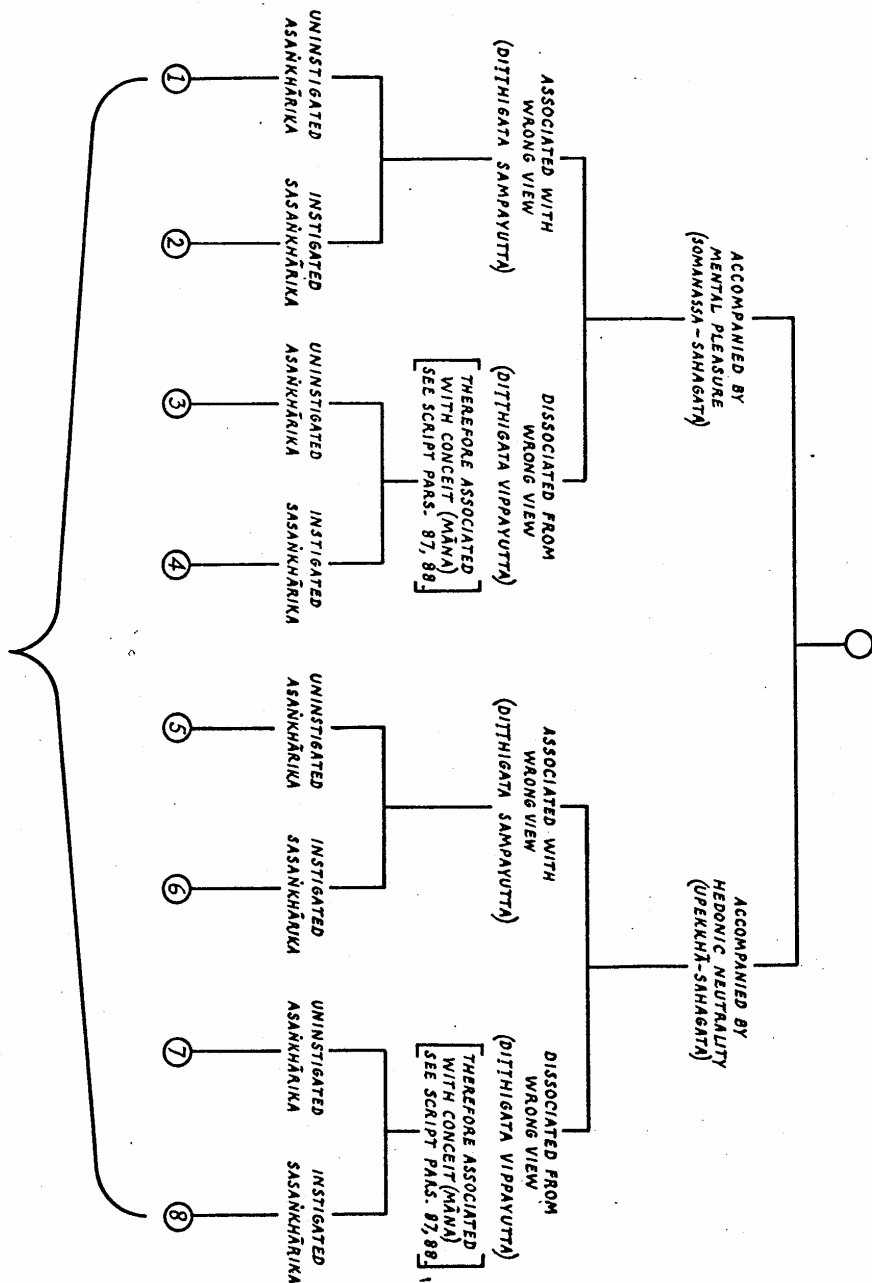 ACCOMPANIED BY
MENTAL PLEASURE
(SOMANASSA-SAHAGATA)
ACCOMPANIED BY
HEDONIC NEUTRALITY
(UPEKKHĀ-SAHAGATA)
ASSOCIATED WITH
WRONG VIEW
(DIṬṬHIGATA SAMPAYUTTA)
DISSOCIATED FROM
WRONG VIEW
(DIṬṬHIGATA VIPPAYUTTA)
[THEREFORE ASSOCIATED
WITH CONCEIT (MĀNA)
SEE SCRIPT PARS. 87, 88.]
ASSOCIATED WITH
WRONG VIEW
(DIṬṬHIGATA SAMPAYUTTA)
DISSOCIATED FROM
WRONG VIEW
(DIṬṬHIGATA VIPPAYUTTA)
[THEREFORE ASSOCIATED
WITH CONCEIT (MĀNA)
SEE SCRIPT PARS. 87, 88.]
UNINSTIGATED
ASAṄKHĀRIKA
1
INSTIGATED
SASAṄKHĀRIKA
2
UNINSTIGATED
ASAṄKHĀRIKA
3
INSTIGATED
SASAṄKHĀRIKA
4
UNINSTIGATED
ASAṄKHĀRIKA
5
INSTIGATED
SASAṄKHĀRIKA
6
UNINSTIGATED
ASAṄKHĀRIKA
7
INSTIGATED
SASAṄKHĀRIKA
8